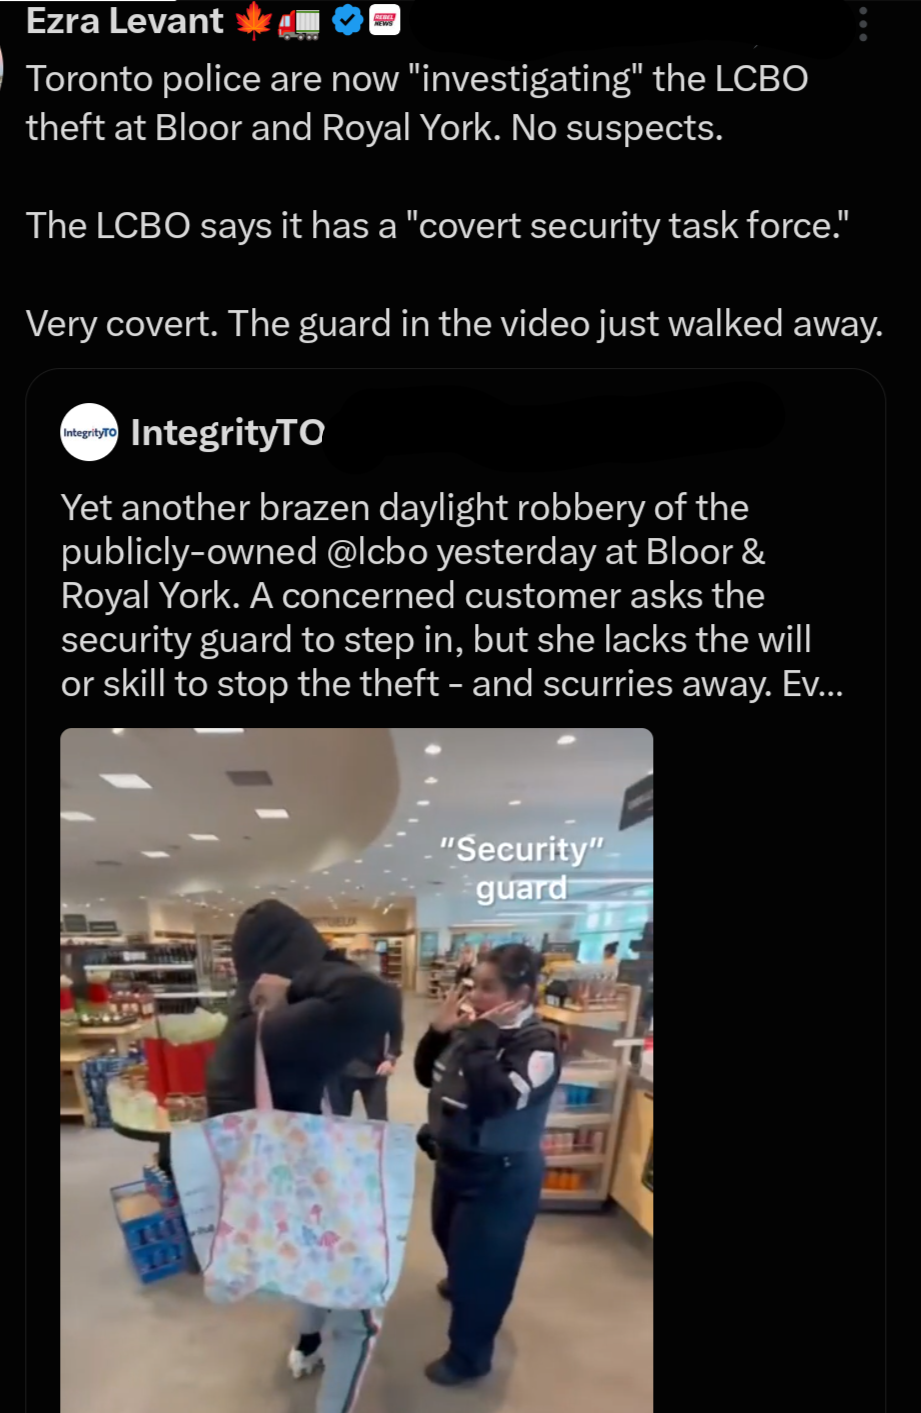 Ezra Levant 🍁🚛 REBEL NEWS
Toronto police are now "investigating" the LCBO
theft at Bloor and Royal York. No suspects.
The LCBO says it has a "covert security task force."
Very covert. The guard in the video just walked away.
IntegrityTO
IntegrityTO
Yet another brazen daylight robbery of the
publicly-owned @lcbo yesterday at Bloor &
Royal York. A concerned customer asks the
security guard to step in, but she lacks the will
or skill to stop the theft - and scurries away. Ev...
"Security"
guard